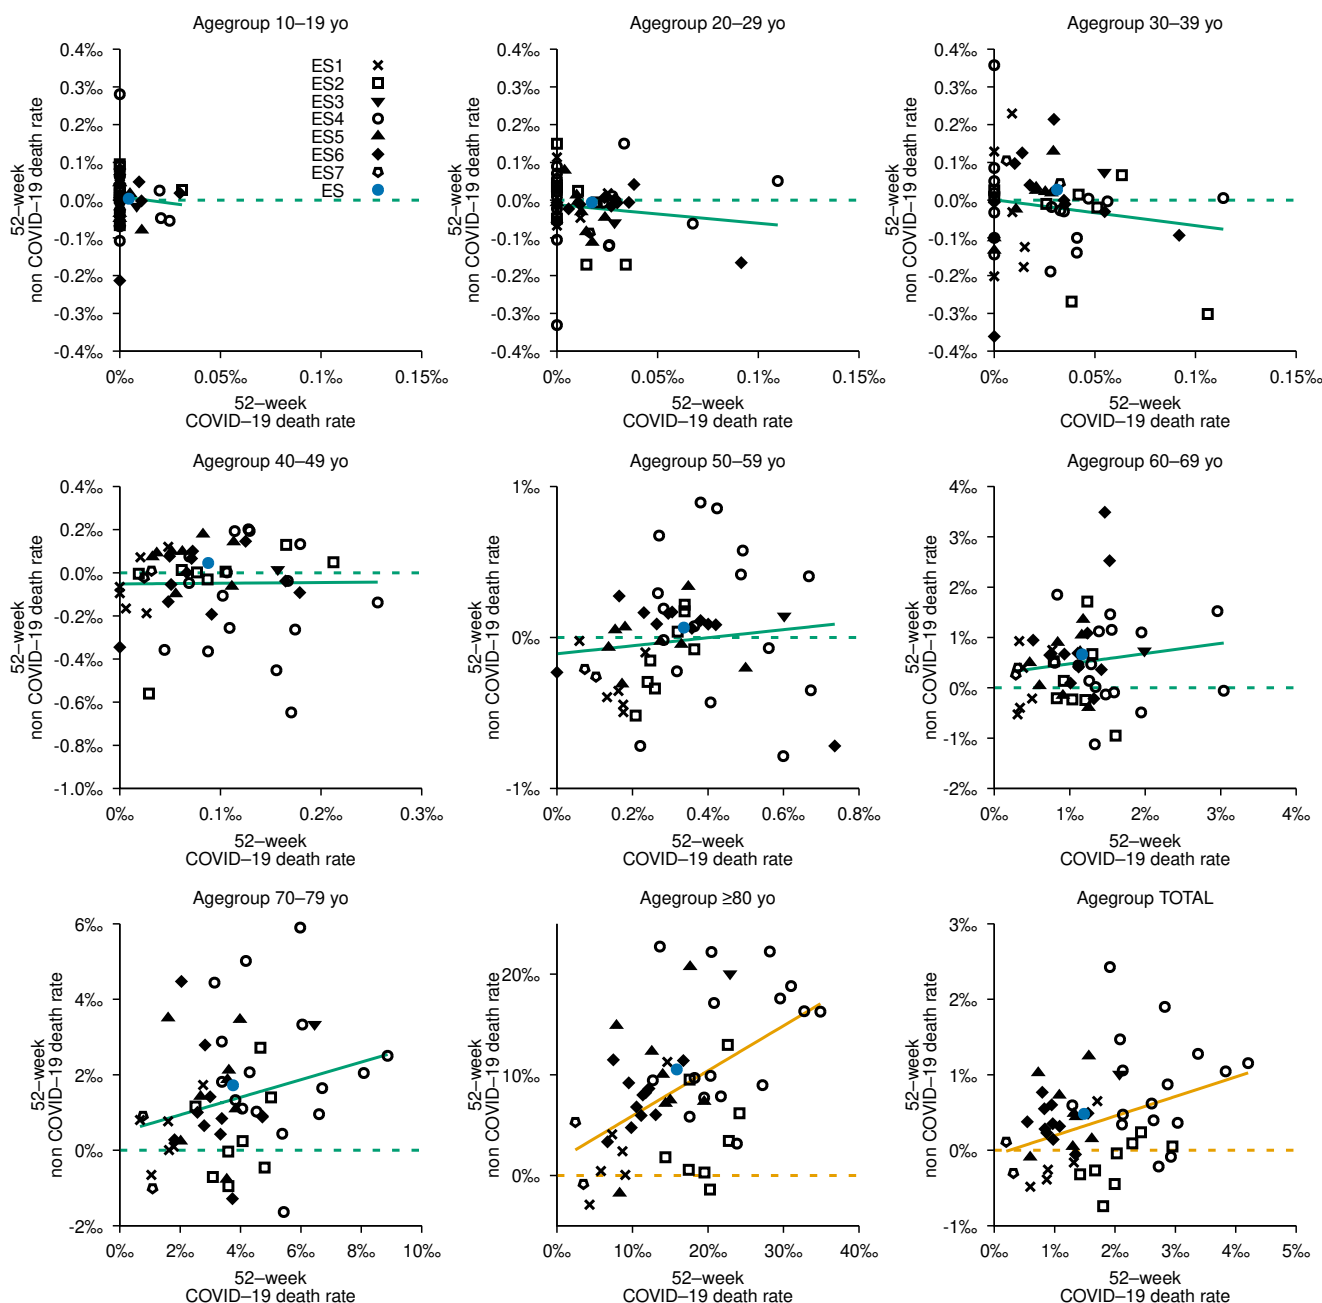 Agegroup 10–19 yo
0.4‰
0.3‰
0.2‰
0.1‰
0.0‰
-0.1‰
-0.2‰
-0.3‰
-0.4‰
0‰ 0.05‰ 0.1‰ 0.15‰
52–week
COVID–19 death rate
52–week
non COVID–19 death rate
ES1
ES2
ES3
ES4
ES5
ES6
ES7
ES
Agegroup 20–29 yo
0.4‰
0.3‰
0.2‰
0.1‰
0.0‰
-0.1‰
-0.2‰
-0.3‰
-0.4‰
0‰ 0.05‰ 0.1‰ 0.15‰
52–week
COVID–19 death rate
52–week
non COVID–19 death rate
Agegroup 30–39 yo
0.4‰
0.3‰
0.2‰
0.1‰
0.0‰
-0.1‰
-0.2‰
-0.3‰
-0.4‰
0‰ 0.05‰ 0.1‰ 0.15‰
52–week
COVID–19 death rate
52–week
non COVID–19 death rate
Agegroup 40–49 yo
0.4‰
0.2‰
0.0‰
-0.2‰
-0.4‰
-0.6‰
-0.8‰
-1.0‰
0‰ 0.1‰ 0.2‰ 0.3‰
52–week
COVID–19 death rate
52–week
non COVID–19 death rate
Agegroup 50–59 yo
1‰
0‰
-1‰
0‰ 0.2‰ 0.4‰ 0.6‰ 0.8‰
52–week
COVID–19 death rate
52–week
non COVID–19 death rate
Agegroup 60–69 yo
4‰
3‰
2‰
1‰
0‰
-1‰
-2‰
0‰ 1‰ 2‰ 3‰ 4‰
52–week
COVID–19 death rate
52–week
non COVID–19 death rate
Agegroup 70–79 yo
6‰
4‰
2‰
0‰
-2‰
0‰ 2‰ 4‰ 6‰ 8‰ 10‰
52–week
COVID–19 death rate
52–week
non COVID–19 death rate
Agegroup ≥80 yo
20‰
10‰
0‰
0‰ 10‰ 20‰ 30‰ 40‰
52–week
COVID–19 death rate
52–week
non COVID–19 death rate
Agegroup TOTAL
3‰
2‰
1‰
0‰
-1‰
0‰ 1‰ 2‰ 3‰ 4‰ 5‰
52–week
COVID–19 death rate
52–week
non COVID–19 death rate